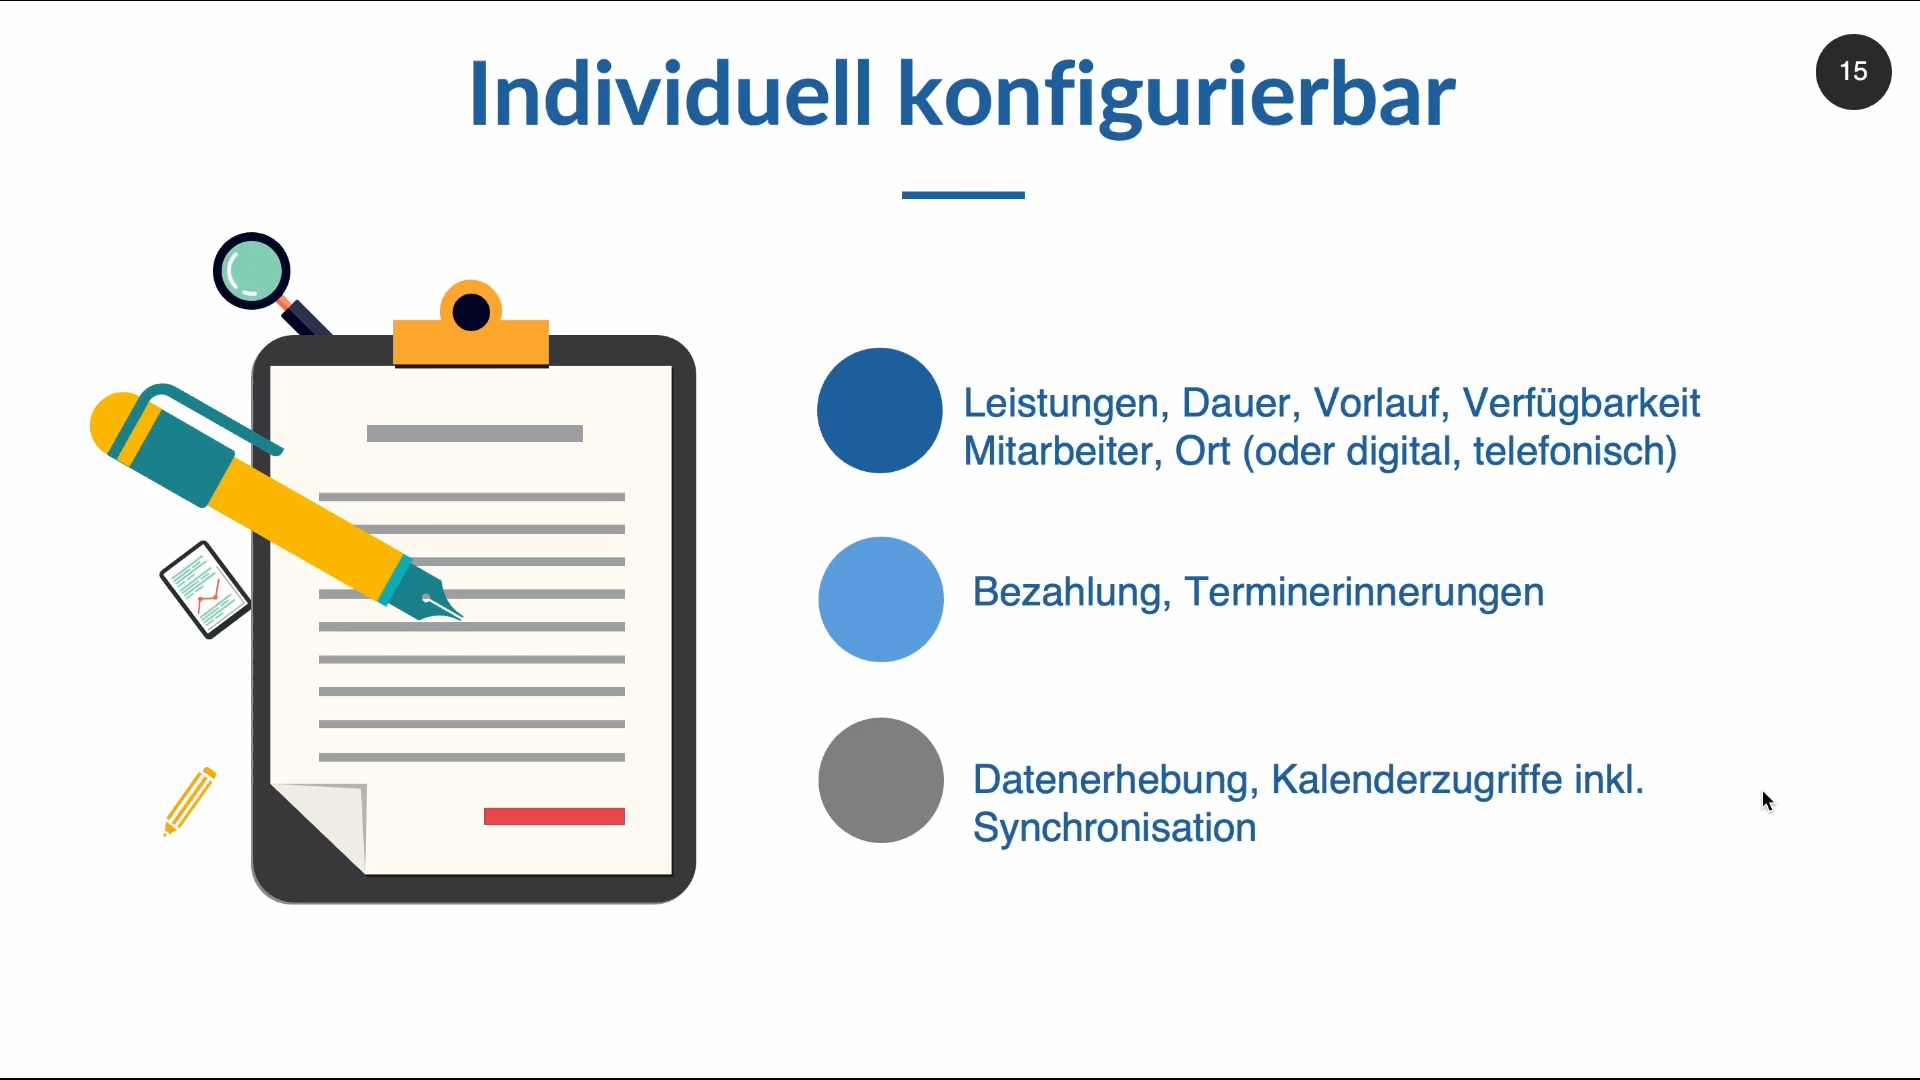 Individuell konfigurierbar
15
Leistungen, Dauer, Vorlauf, Verfügbarkeit
Mitarbeiter, Ort (oder digital, telefonisch)
Bezahlung, Terminerinnerungen
Datenerhebung, Kalenderzugriffe inkl.
Synchronisation